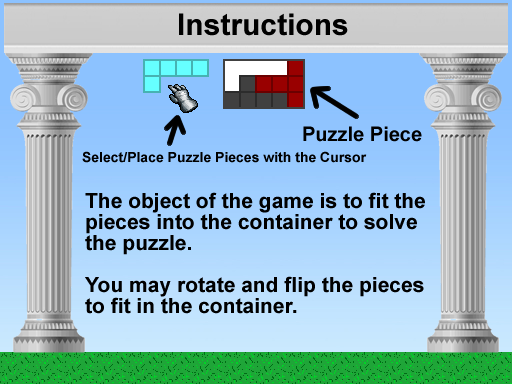 Instructions
Puzzle Piece
Select/Place Puzzle Pieces with the Cursor
The object of the game is to fit the
pieces into the container to solve
the puzzle.
You may rotate and flip the pieces
to fit in the container.